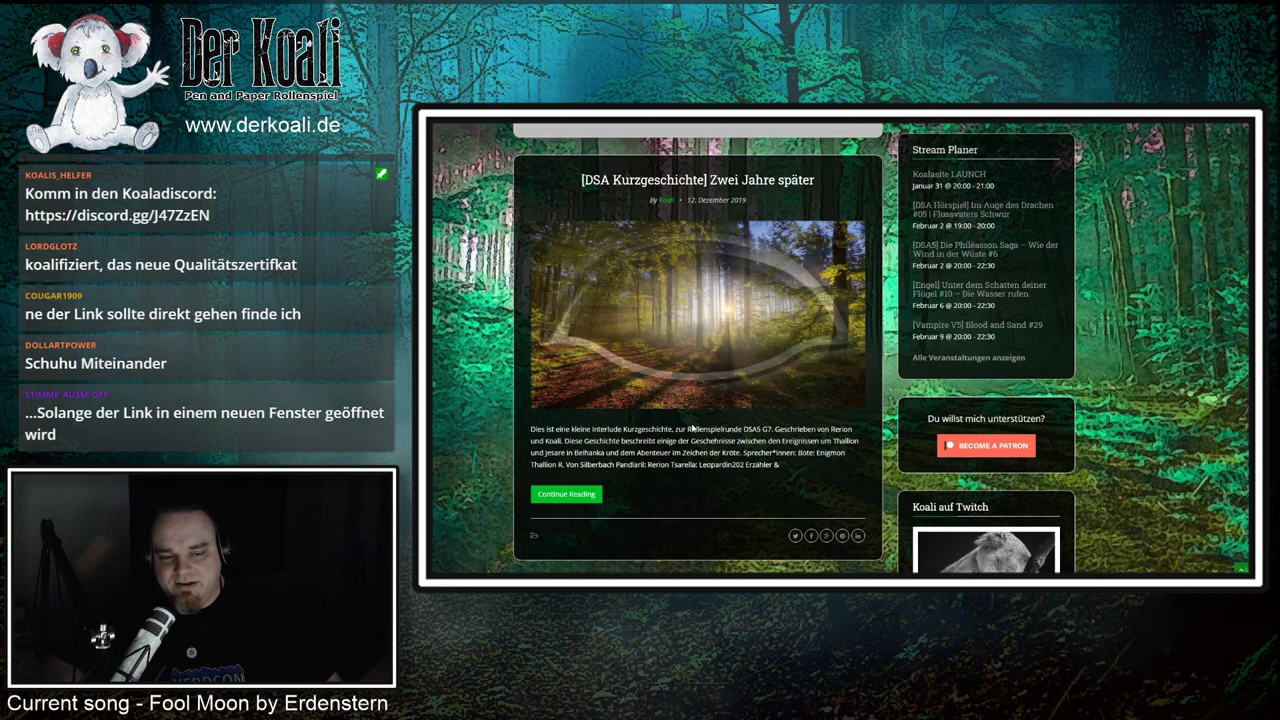 Der Koali
Pen and Paper Rollenspiel
www.derkoali.de
KOALIS_HELFER
Komm in den Koaladiscord:
https://discord.gg/J47ZzEN
LORDGLOTZ
koalifiziert, das neue Qualitätszertifkat
COUGAR1909
ne der Link sollte direkt gehen finde ich
DOLLARTPOWER
Schuhu Miteinander
STIMME_AUSM_OFF
...Solange der Link in einem neuen Fenster geöffnet
wird
Current song - Fool Moon by Erdenstern
[DSA Kurzgeschichte] Zwei Jahre später
By Koali • 12. Dezember 2019
Dies ist eine kleine Interlude Kurzgeschichte, zur Rollenspielrunde DSA5 G7. Geschrieben von Rerion
und Koali. Diese Geschichte beschreibt einige der Geschehnisse zwischen den Ereignissen um Thallion
und Jesare in Belhanka und dem Abenteuer im Zeichen der Kröte. Sprecher*innen: Bote: Enigmon
Thallion R. Von Silberbach Pandlaril: Rerion Tsarella: Leopardin202 Erzähler &
Continue Reading
Stream Planer
Koalasite LAUNCH
Januar 31 @ 20:00 - 21:00
[DSA Hörspiel] Im Auge des Drachen
#05 | Flussvaters Schwur
Februar 2 @ 19:00 - 20:00
[DSA5] Die Phileasson Saga – Wie der
Wind in der Wüste #6
Februar 2 @ 20:00 - 22:30
[Engel] Unter dem Schatten deiner
Flügel #10 – Die Wasser rufen
Februar 6 @ 20:00 - 22:30
[Vampire V5] Blood and Sand #29
Februar 9 @ 20:00 - 22:30
Alle Veranstaltungen anzeigen
Du willst mich unterstützen?
BECOME A PATRON
Koali auf Twitch